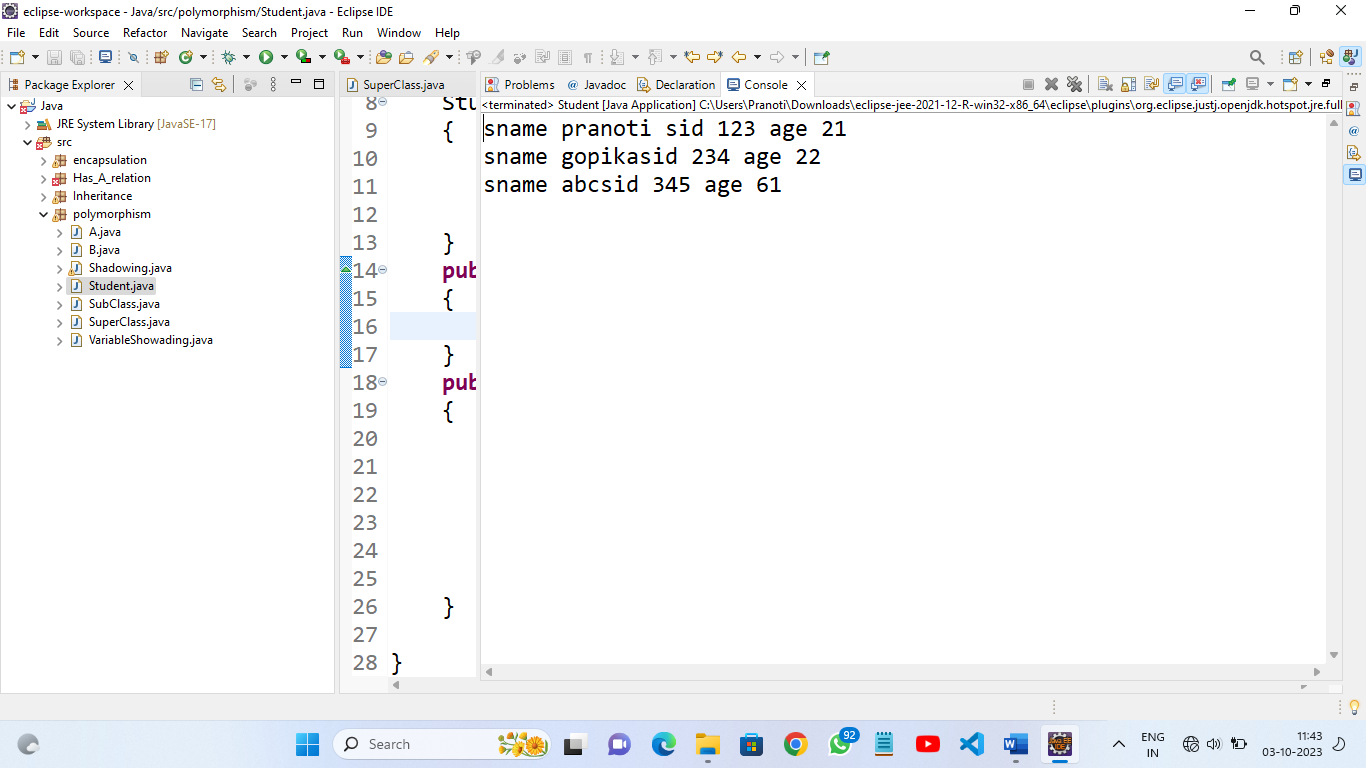 eclipse-workspace - Java/src/polymorphism/Student.java - Eclipse IDE
File Edit Source Refactor Navigate Search Project Run Window Help
Package Explorer
Java
JRE System Library [JavaSE-17]
src
encapsulation
Has_A_relation
Inheritance
polymorphism
A.java
B.java
Shadowing.java
Student.java
SubClass.java
SuperClass.java
VariableShowading.java
SuperClass.java
8 Stu
9 {
10
11
12
13 }
14 pub
15 {
16
17 }
18 pub
19 {
20
21
22
23
24
25
26 }
27
28 }
Problems @ Javadoc Declaration Console
<terminated> Student [Java Application] C:\Users\Pranoti\Downloads\eclipse-jee-2021-12-R-win32-x86_64\eclipse\plugins\org.eclipse.justj.openjdk.hotspot.jre.full
sname pranoti sid 123 age 21
sname gopikasid 234 age 22
sname abcsid 345 age 61
Search
92
ENG
IN
11:43
03-10-2023